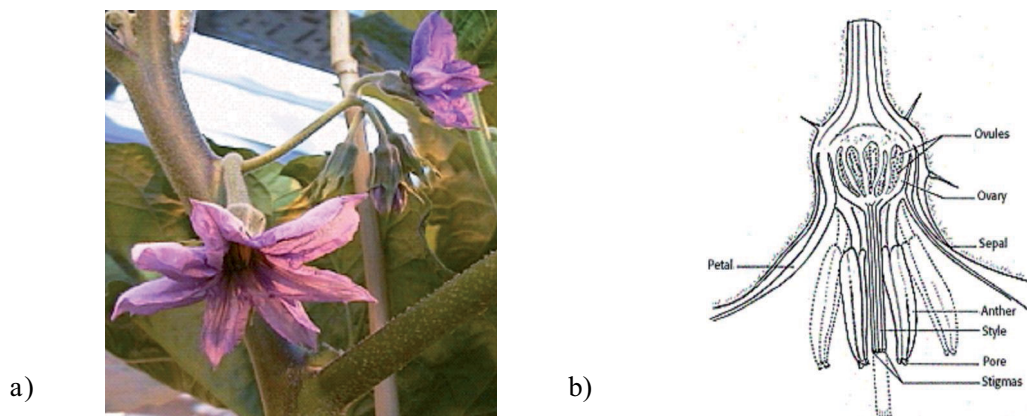 a)
b)
Ovules
Ovary
Sepal
Petal
Anther
Style
Pore
Stigmas